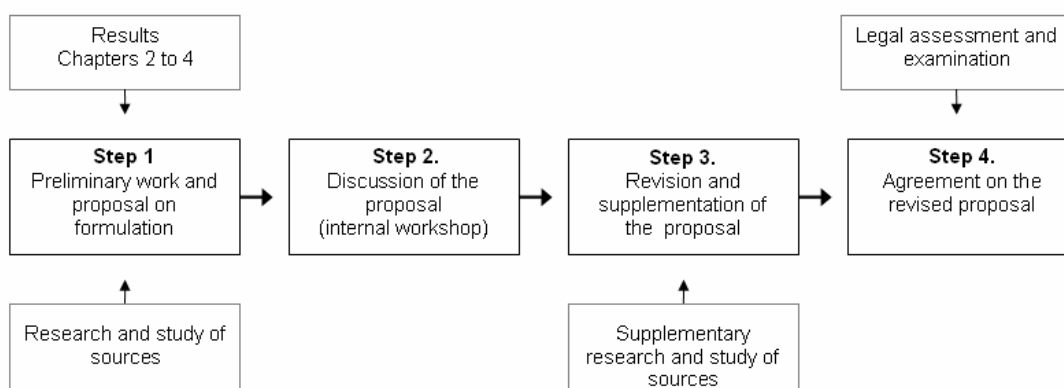 Results
Chapters 2 to 4
Legal assessment and
examination
Step 1
Preliminary work and
proposal on
formulation
Step 2.
Discussion of the
proposal
(internal workshop)
Step 3.
Revision and
supplementation of
the proposal
Step 4.
Agreement on the
revised proposal
Research and study of
sources
Supplementary
research and study of
sources